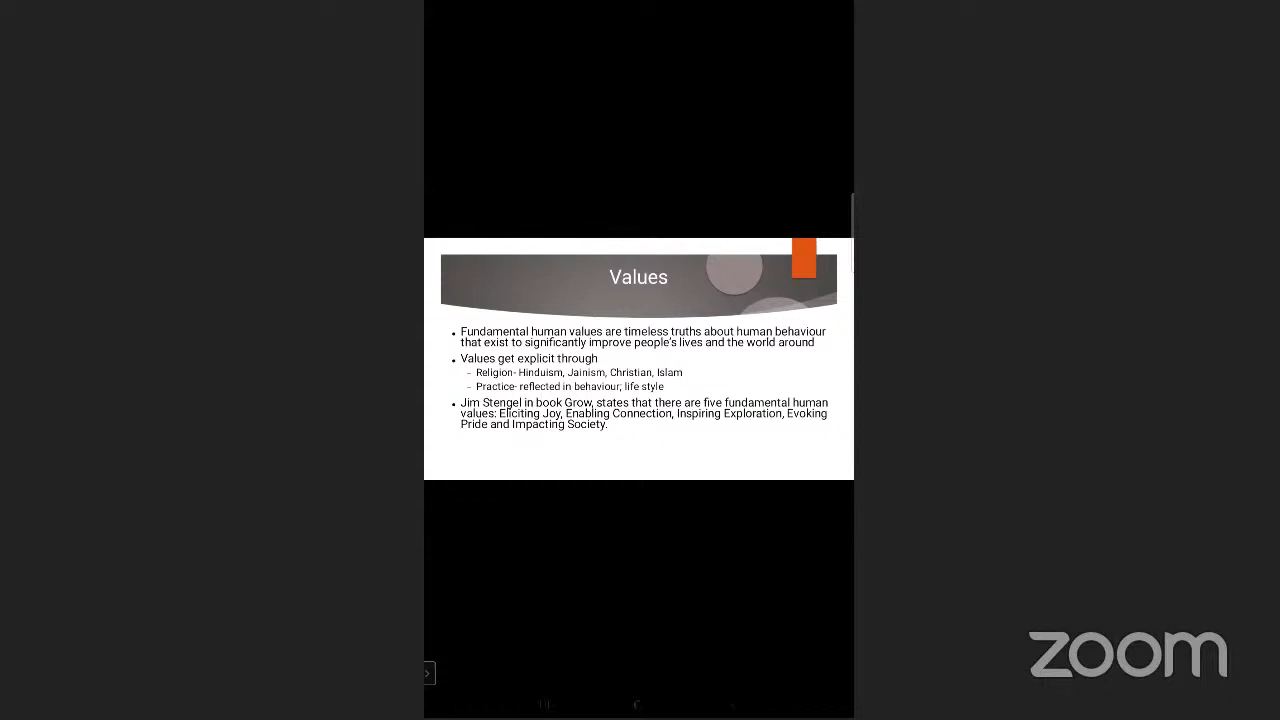 Values
• Fundamental human values are timeless truths about human behaviour
that exist to significantly improve people's lives and the world around
• Values get explicit through
– Religion- Hinduism, Jainism, Christian, Islam
– Practice- reflected in behaviour; life style
• Jim Stengel in book Grow, states that there are five fundamental human
values: Eliciting Joy, Enabling Connection, Inspiring Exploration, Evoking
Pride and Impacting Society.
zoom